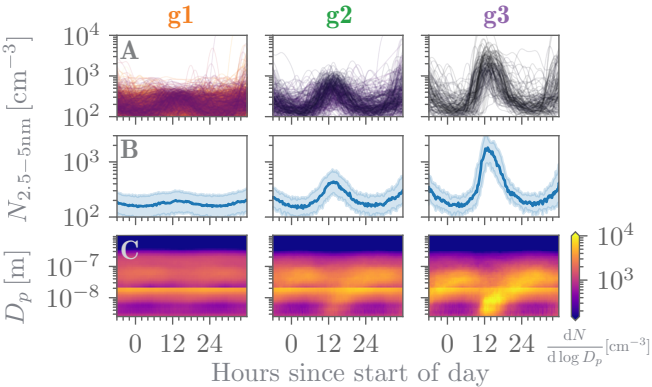 g1 g2 g3
A
10^4
10^3
10^2
N_{2.5−5nm} [cm^{−3}]
B
10^3
10^2
C
10^{−7}
10^{−8}
D_p [m]
10^4
10^3
dN / d log D_p [cm^{−3}]
0 12 24 0 12 24 0 12 24
Hours since start of day